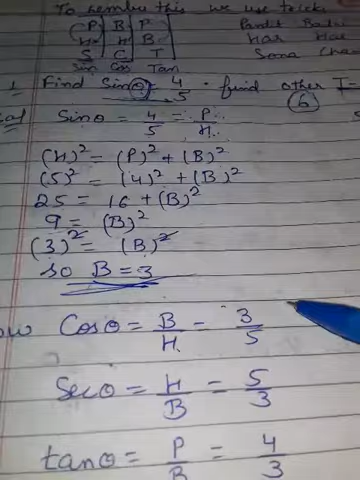 To remember this we use tricks
P B P Pandit Badri
H H B Har Har
S C T Sona
Sin Cos Tan
1 Find Sinθ = 4/5 . find other T-
(6)
Sinθ = 4/5 = P/H
(H)² = (P)² + (B)²
(5)² = (4)² + (B)²
25 = 16 + (B)²
9 = (B)²
(3)² = (B)²
so B = 3
ow Cosθ = B/H = 3/5
Secθ = H/B = 5/3
tanθ = P/B = 4/3